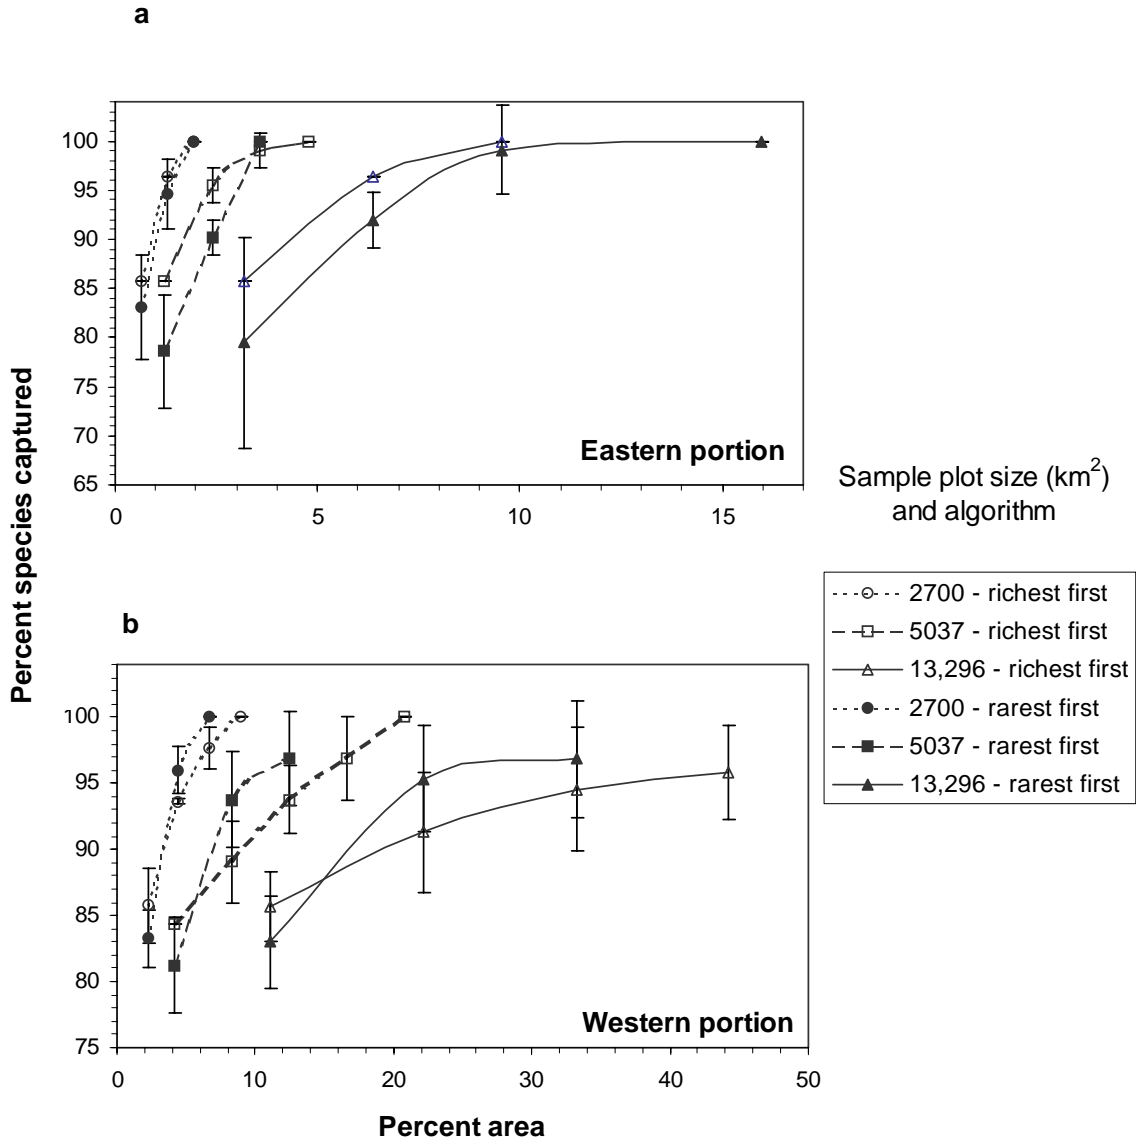 a
100
95
90
85
80
75
70
65
0 5 10 15
Eastern portion
Percent species captured
Sample plot size (km²)
and algorithm
2700 - richest first
5037 - richest first
13,296 - richest first
2700 - rarest first
5037 - rarest first
13,296 - rarest first
b
100
95
90
85
80
75
0 10 20 30 40 50
Western portion
Percent area